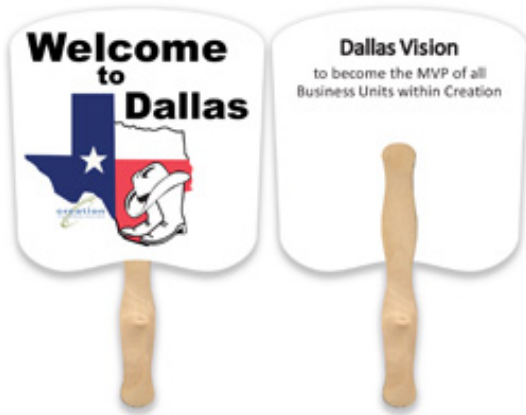 Welcome
to
Dallas
creation
Dallas Vision
to become the MVP of all
Business Units within Creation